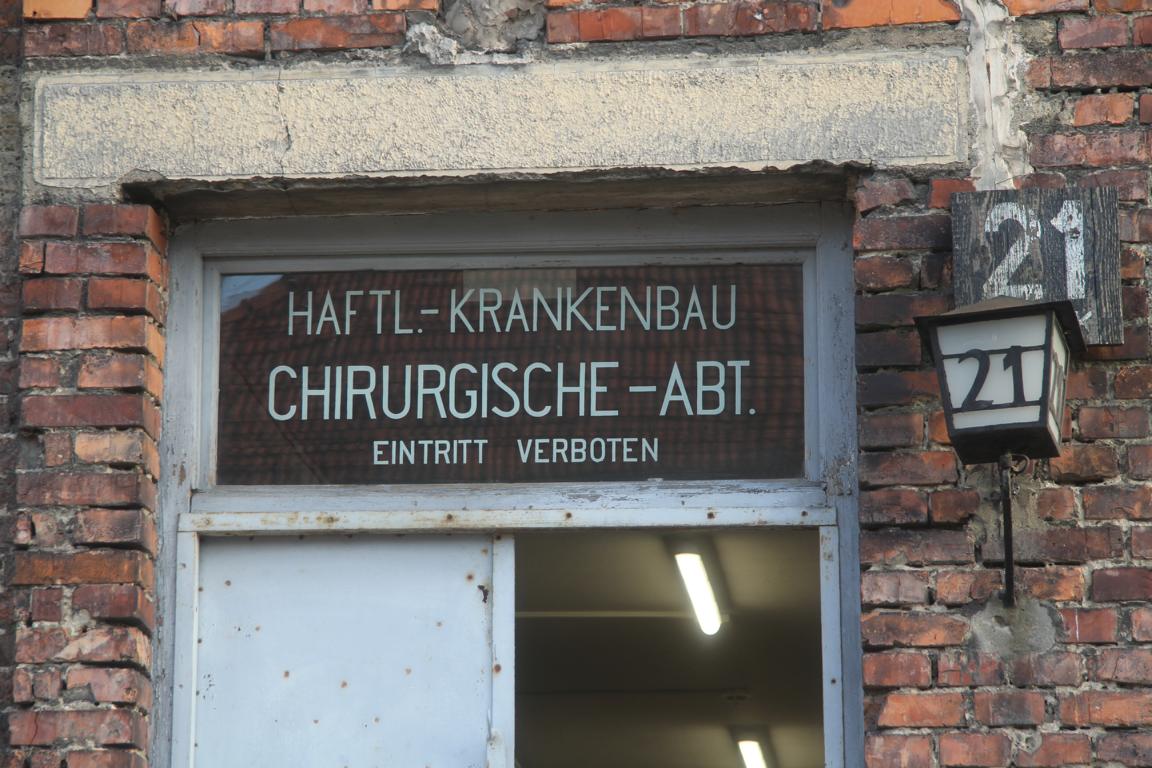 HAFTL.-KRANKENBAU
CHIRURGISCHE-ABT.
EINTRITT VERBOTEN
21
21